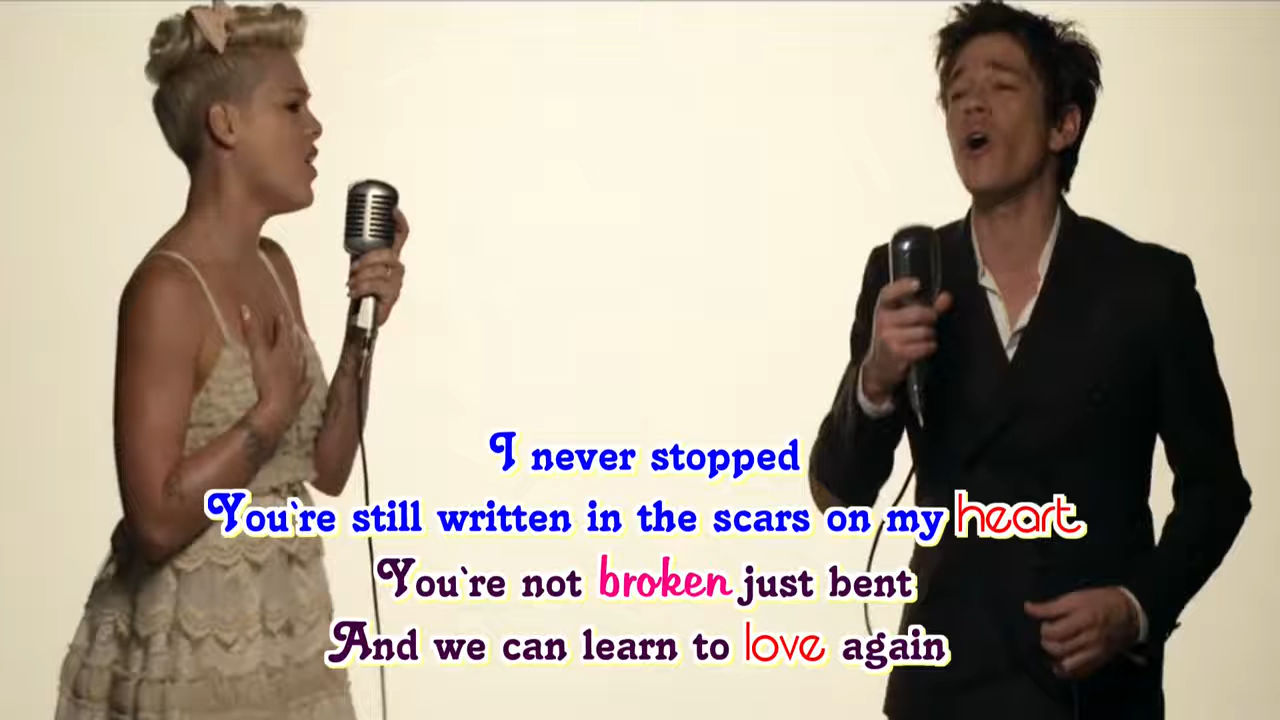 I never stopped
You`re still written in the scars on my heart
You`re not broken just bent
And we can learn to love again